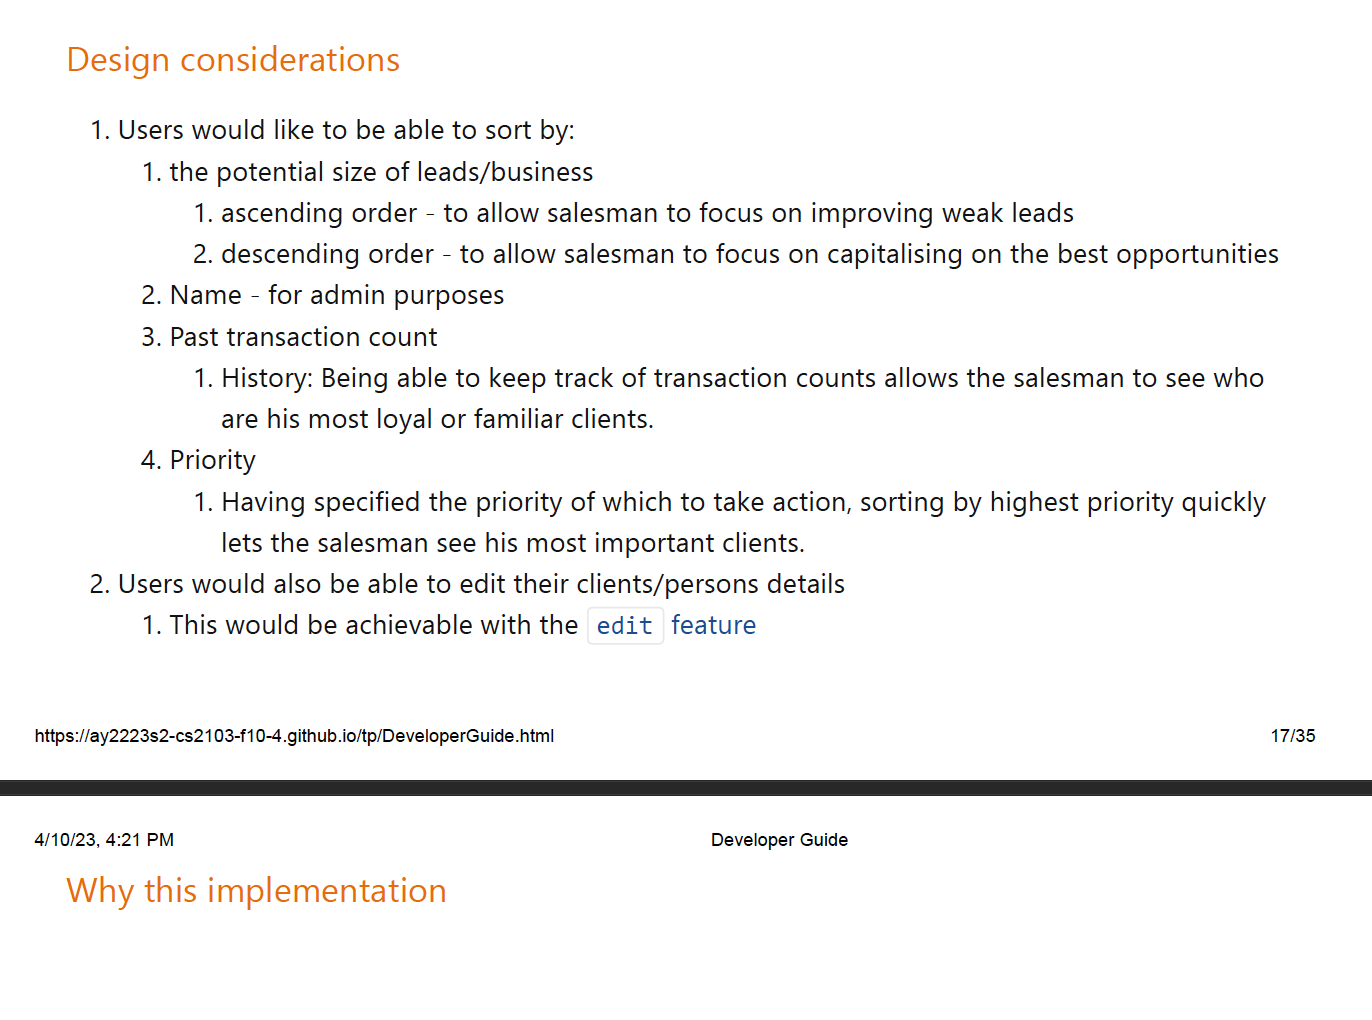 Design considerations
1. Users would like to be able to sort by:
1. the potential size of leads/business
1. ascending order - to allow salesman to focus on improving weak leads
2. descending order - to allow salesman to focus on capitalising on the best opportunities
2. Name - for admin purposes
3. Past transaction count
1. History: Being able to keep track of transaction counts allows the salesman to see who
are his most loyal or familiar clients.
4. Priority
1. Having specified the priority of which to take action, sorting by highest priority quickly
lets the salesman see his most important clients.
2. Users would also be able to edit their clients/persons details
1. This would be achievable with the edit feature
https://ay2223s2-cs2103-f10-4.github.io/tp/DeveloperGuide.html 17/35
4/10/23, 4:21 PM Developer Guide
Why this implementation